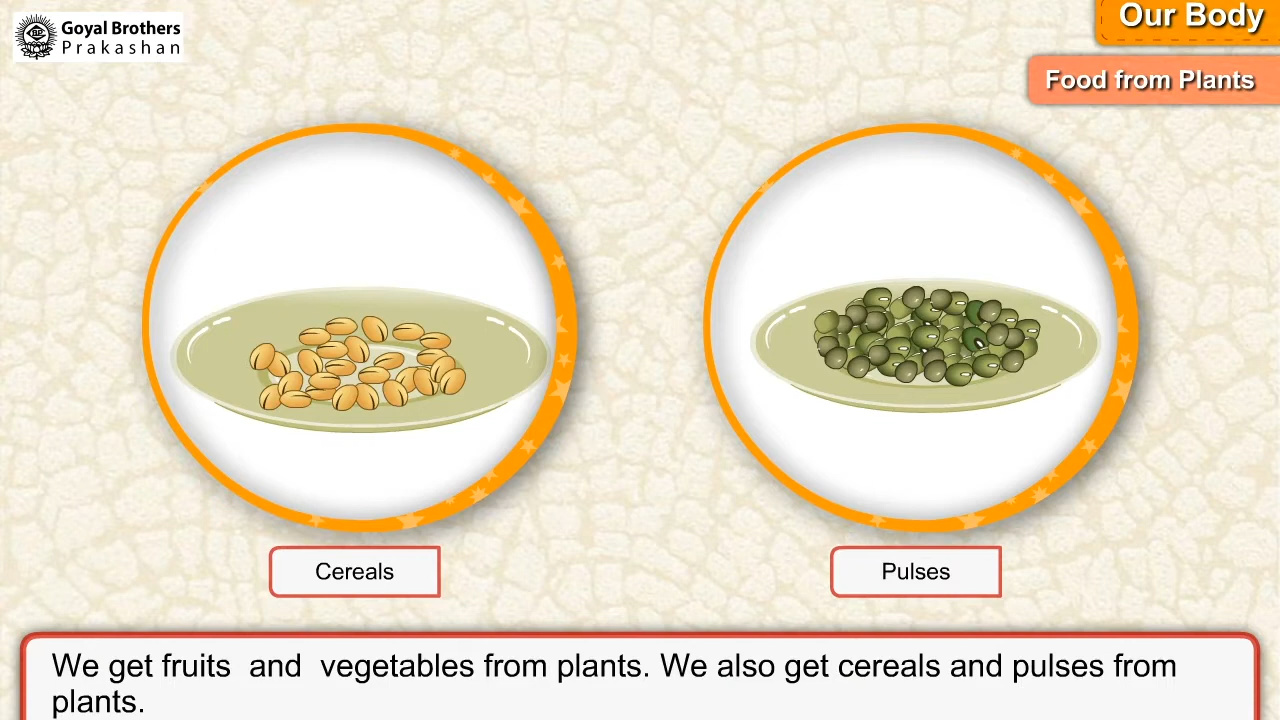 Goyal Brothers
Prakashan
Our Body
Food from Plants
Cereals
Pulses
We get fruits and vegetables from plants. We also get cereals and pulses from
plants.